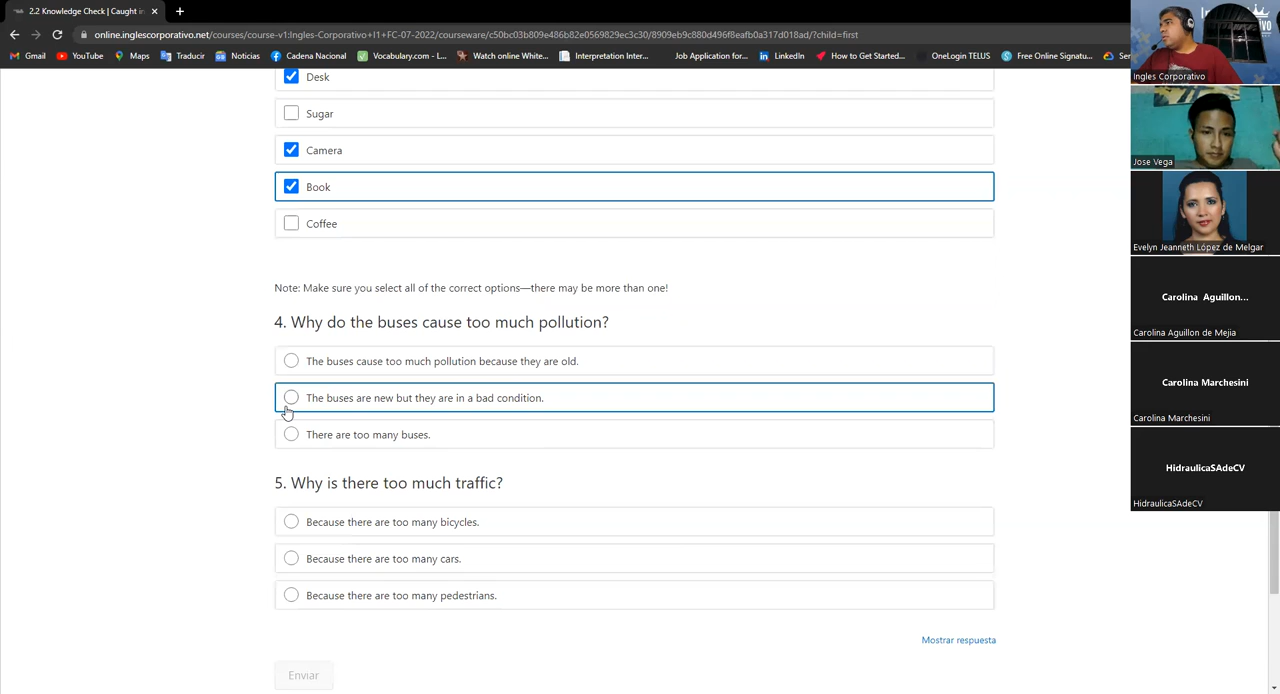 2.2 Knowledge Check | Caught in
online.inglescorporativo.net/courses/course-v1:Ingles-Corporativo+I1+FC-07-2022/courseware/c50bc03b809e486b82e0569829ec3c30/8909eb9c880d496f8eafb0a317d018ad/?child=first
Gmail YouTube Maps Traducir Noticias Cadena Nacional Vocabulary.com - L... Watch online White... Interpretation Inter... Job Application for... LinkedIn How to Get Started... OneLogin TELUS Free Online Signatu... Ser
Ingles Corporativo
Jose Vega
Evelyn Jeanneth López de Melgar
Carolina Aguillon...
Carolina Aguillon de Mejia
Carolina Marchesini
Carolina Marchesini
HidraulicaSAdeCV
HidraulicaSAdeCV
Desk
Sugar
Camera
Book
Coffee
Note: Make sure you select all of the correct options—there may be more than one!
4. Why do the buses cause too much pollution?
The buses cause too much pollution because they are old.
The buses are new but they are in a bad condition.
There are too many buses.
5. Why is there too much traffic?
Because there are too many bicycles.
Because there are too many cars.
Because there are too many pedestrians.
Mostrar respuesta
Enviar